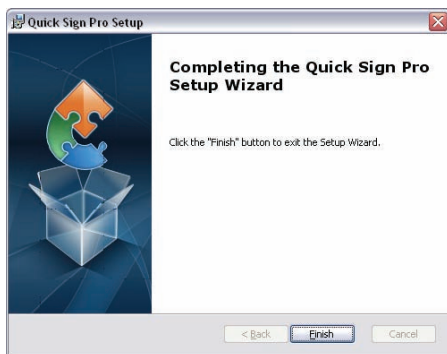 Quick Sign Pro Setup
Completing the Quick Sign Pro
Setup Wizard
Click the "Finish" button to exit the Setup Wizard.
< Back
Finish
Cancel